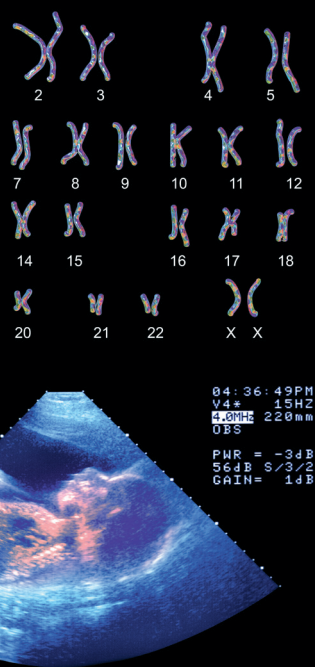 2 3 4 5
7 8 9 10 11 12
14 15 16 17 18
20 21 22 X X
04:36:49PM
V4* 15HZ
4.0MHz 220mm
OBS
PWR = -3dB
56dB S/3/2
GAIN= 1dB